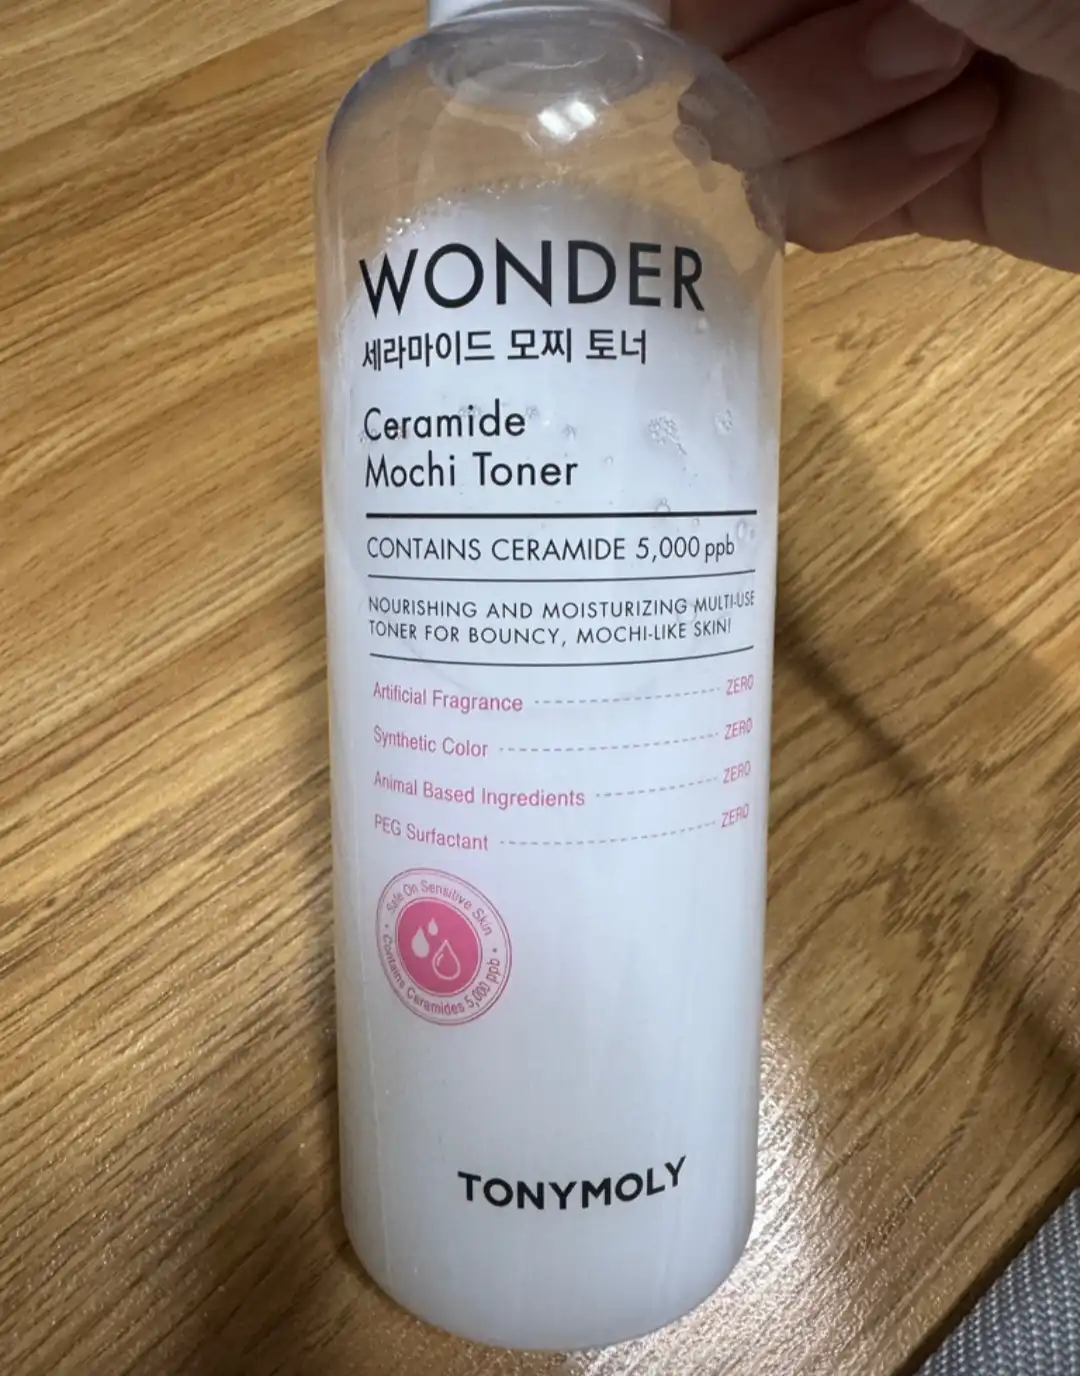 WONDER
세라마이드 모찌 토너
Ceramide
Mochi Toner
CONTAINS CERAMIDE 5,000 ppb
NOURISHING AND MOISTURIZING MULTI-USE
TONER FOR BOUNCY, MOCHI-LIKE SKIN!
Artificial Fragrance ZERO
Synthetic Color ZERO
Animal Based Ingredients ZERO
PEG Surfactant ZERO
Safe On Sensitive Skin
• Contains Ceramides 5,000 ppb •
TONYMOLY